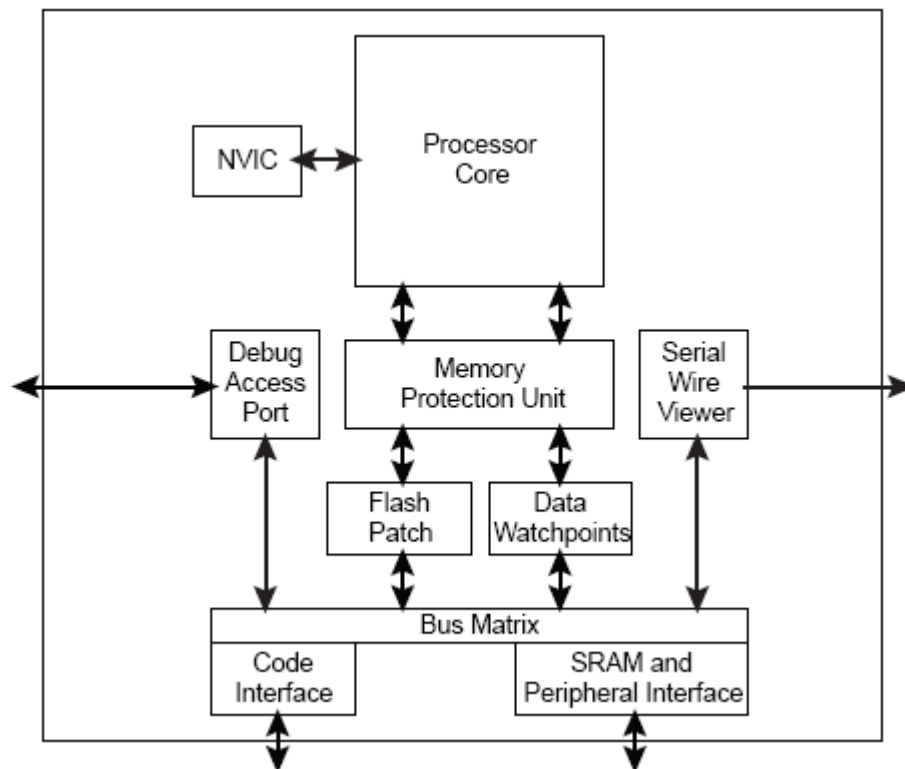 Processor
Core
NVIC
Debug
Access
Port
Memory
Protection Unit
Serial
Wire
Viewer
Flash
Patch
Data
Watchpoints
Bus Matrix
Code
Interface
SRAM and
Peripheral Interface